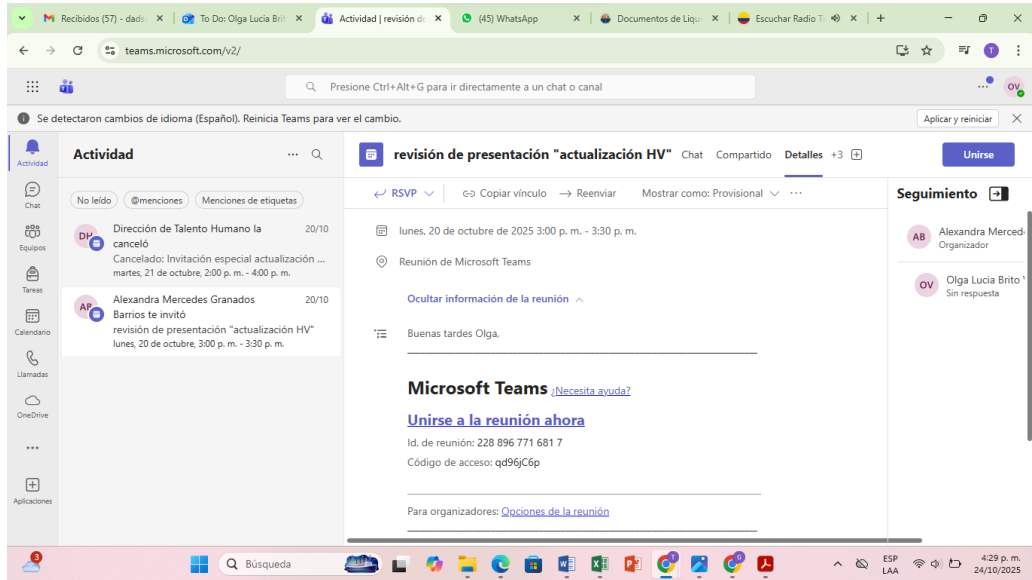 Recibidos (57) - dads
To Do: Olga Lucia Brit
Actividad | revisión de
(45) WhatsApp
Documentos de Liqu
Escuchar Radio Ti
teams.microsoft.com/v2/
T
Presione Ctrl+Alt+G para ir directamente a un chat o canal
OV
Se detectaron cambios de idioma (Español). Reinicia Teams para ver el cambio.
Aplicar y reiniciar
Actividad
Chat
Equipos
Tareas
Calendario
Llamadas
OneDrive
Aplicaciones
Actividad
No leído
@menciones
Menciones de etiquetas
DH
Dirección de Talento Humano la canceló
20/10
Cancelado: Invitación especial actualización ...
martes, 21 de octubre, 2:00 p. m. - 4:00 p. m.
Alexandra Mercedes Granados
20/10
Barrios te invitó
revisión de presentación "actualización HV"
lunes, 20 de octubre, 3:00 p. m. - 3:30 p. m.
revisión de presentación "actualización HV"
Chat
Compartido
Detalles
+3
Unirse
RSVP
Copiar vínculo
Reenviar
Mostrar como: Provisional
lunes, 20 de octubre de 2025 3:00 p. m. - 3:30 p. m.
Reunión de Microsoft Teams
Ocultar información de la reunión
Buenas tardes Olga,
Microsoft Teams ¿Necesita ayuda?
Unirse a la reunión ahora
Id. de reunión: 228 896 771 681 7
Código de acceso: qd96jC6p
Para organizadores: Opciones de la reunión
Seguimiento
AB
Alexandra Merced
Organizador
OV
Olga Lucia Brito
Sin respuesta
3
Búsqueda
ESP
LAA
4:29 p. m.
24/10/2025